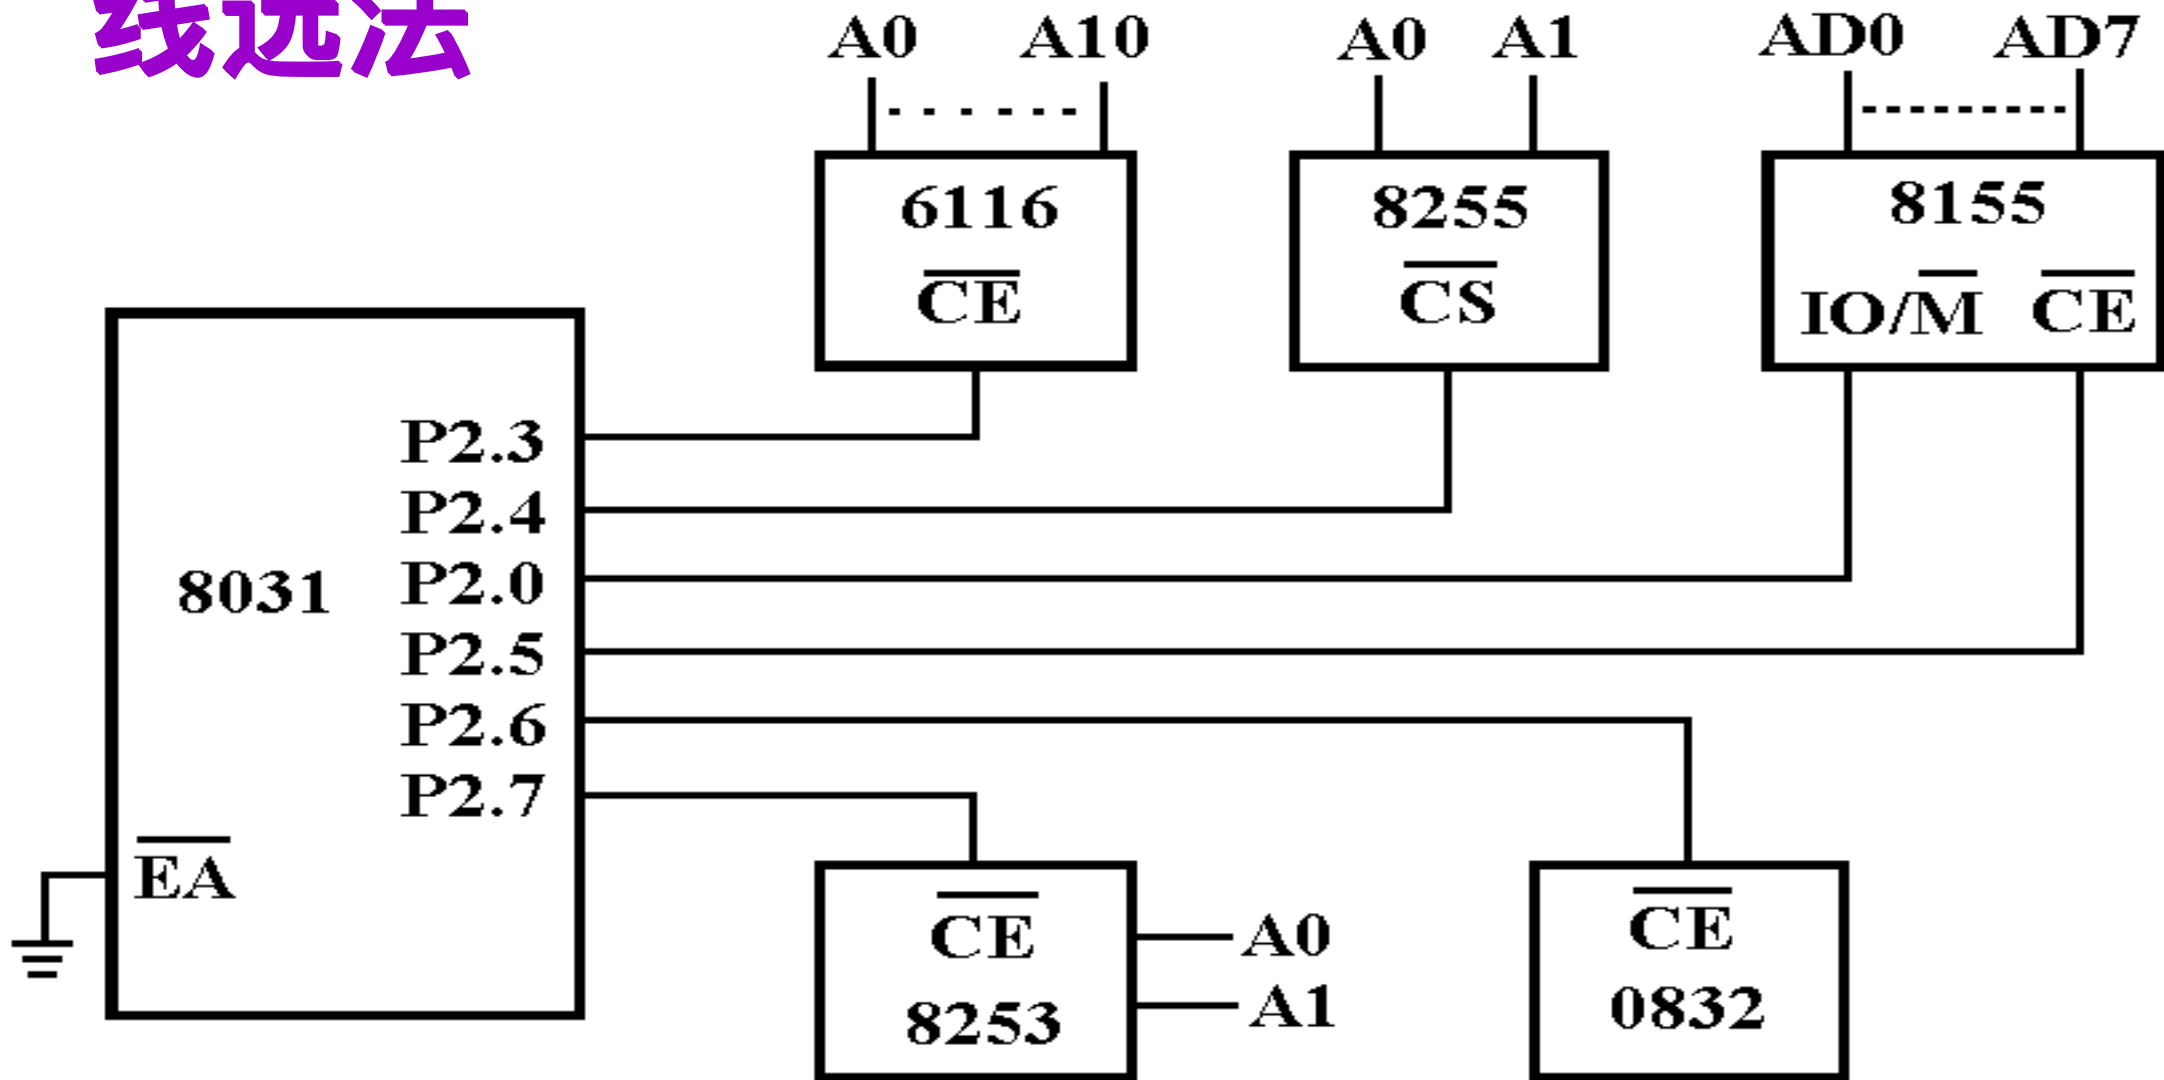 线选法
A0 A10 A0 A1 AD0 AD7
6116 8255 8155
CE CS IO/M CE
8031
P2.3
P2.4
P2.0
P2.5
P2.6
P2.7
EA
CE A0
8253 A1
CE
0832